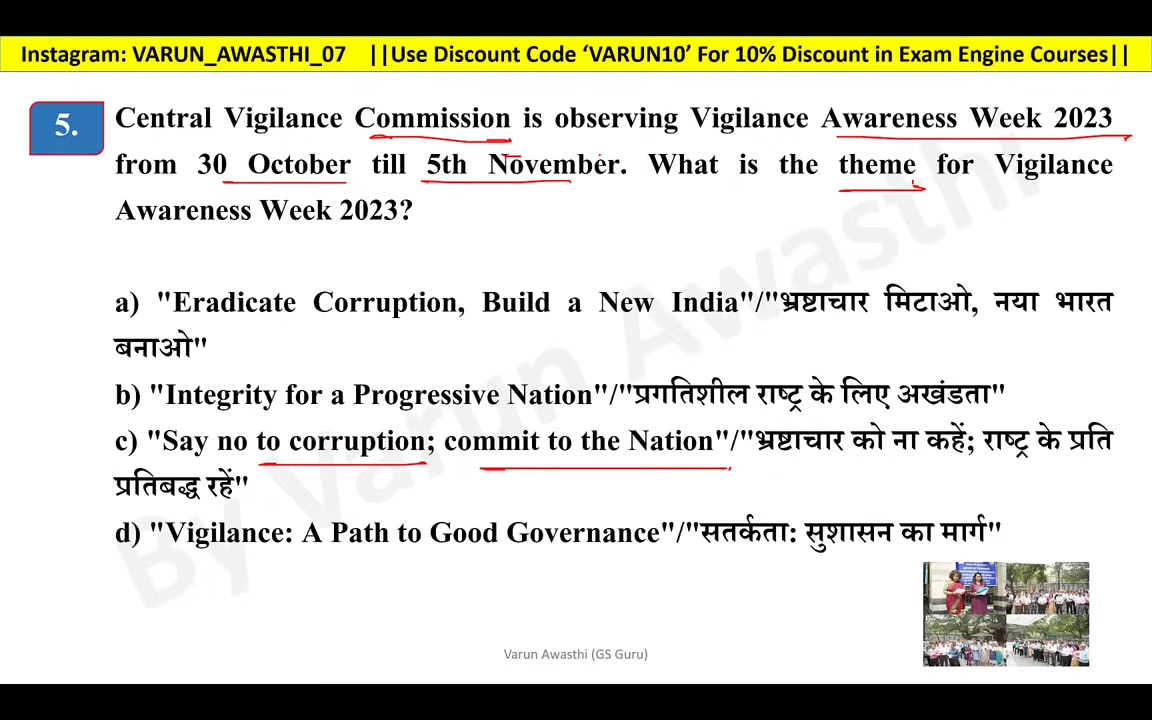 Instagram: VARUN_AWASTHI_07 ||Use Discount Code ‘VARUN10’ For 10% Discount in Exam Engine Courses||
5.
Central Vigilance Commission is observing Vigilance Awareness Week 2023
from 30 October till 5th November. What is the theme for Vigilance
Awareness Week 2023?
a) "Eradicate Corruption, Build a New India"/"भ्रष्टाचार मिटाओ, नया भारत
बनाओ"
b) "Integrity for a Progressive Nation"/"प्रगतिशील राष्ट्र के लिए अखंडता"
c) "Say no to corruption; commit to the Nation"/"भ्रष्टाचार को ना कहें; राष्ट्र के प्रति
प्रतिबद्ध रहें"
d) "Vigilance: A Path to Good Governance"/"सतर्कता: सुशासन का मार्ग"
By Varun Awasthi
Varun Awasthi (GS Guru)